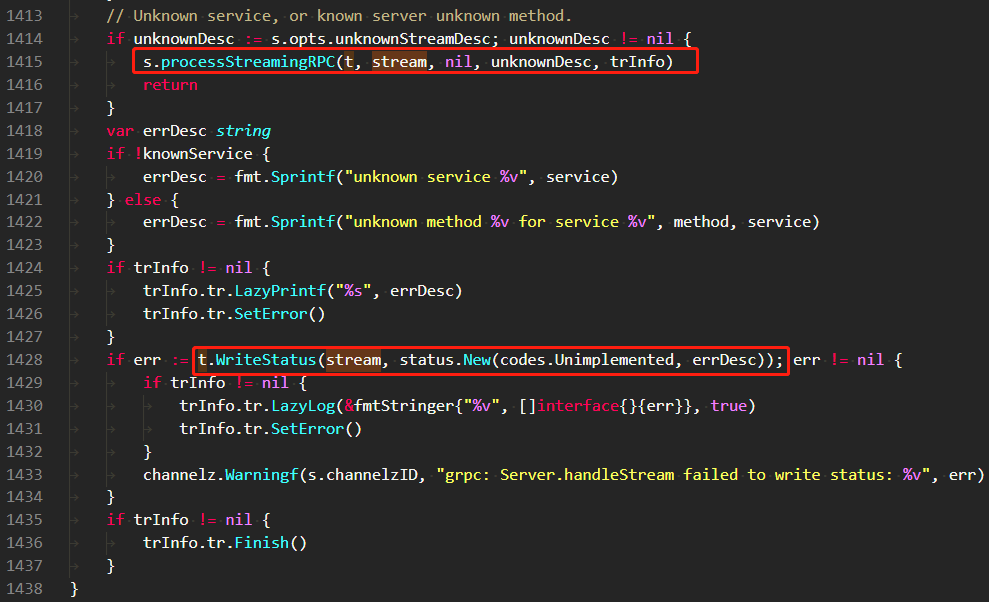 1413 // Unknown service, or known server unknown method.
1414 if unknownDesc := s.opts.unknownStreamDesc; unknownDesc != nil {
1415 s.processStreamingRPC(t, stream, nil, unknownDesc, trInfo)
1416 return
1417 }
1418 var errDesc string
1419 if !knownService {
1420 errDesc = fmt.Sprintf("unknown service %v", service)
1421 } else {
1422 errDesc = fmt.Sprintf("unknown method %v for service %v", method, service)
1423 }
1424 if trInfo != nil {
1425 trInfo.tr.LazyPrintf("%s", errDesc)
1426 trInfo.tr.SetError()
1427 }
1428 if err := t.WriteStatus(stream, status.New(codes.Unimplemented, errDesc)); err != nil {
1429 if trInfo != nil {
1430 trInfo.tr.LazyLog(&fmtStringer{"%v", []interface{}{err}}, true)
1431 trInfo.tr.SetError()
1432 }
1433 channelz.Warningf(s.channelzID, "grpc: Server.handleStream failed to write status: %v", err)
1434 }
1435 if trInfo != nil {
1436 trInfo.tr.Finish()
1437 }
1438 }